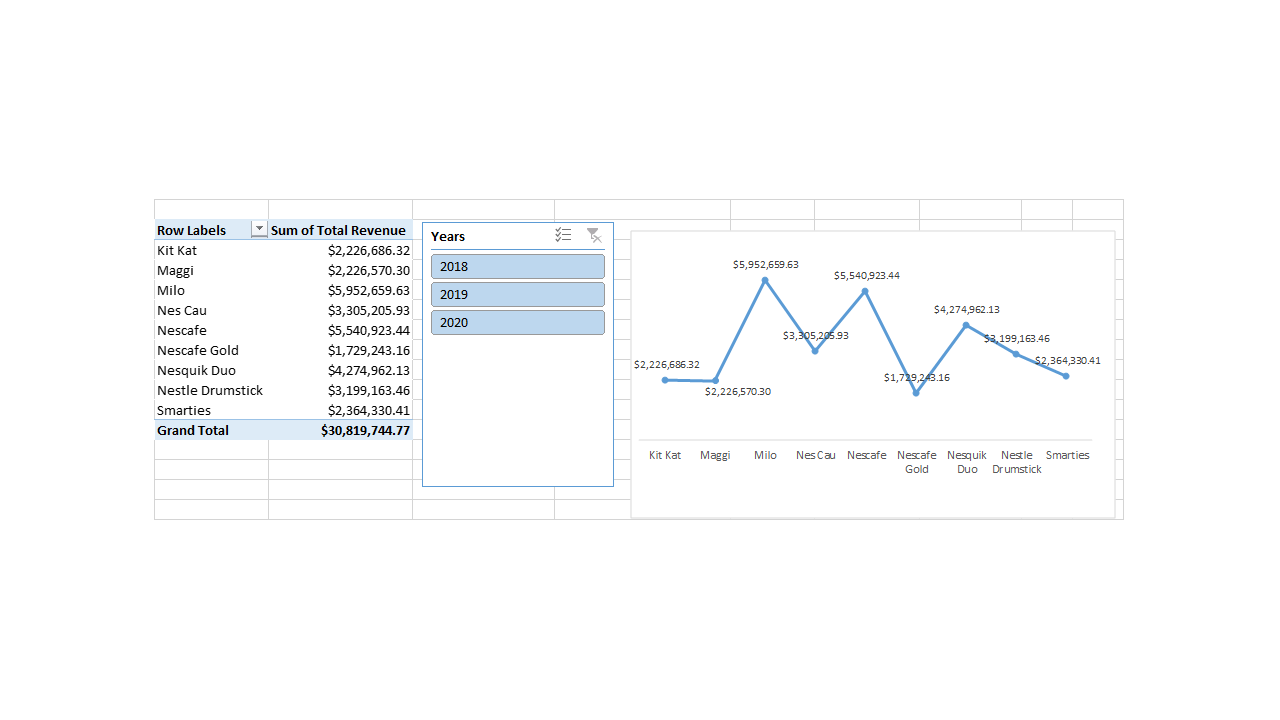 Row Labels Sum of Total Revenue
Kit Kat $2,226,686.32
Maggi $2,226,570.30
Milo $5,952,659.63
Nes Cau $3,305,205.93
Nescafe $5,540,923.44
Nescafe Gold $1,729,243.16
Nesquik Duo $4,274,962.13
Nestle Drumstick $3,199,163.46
Smarties $2,364,330.41
Grand Total $30,819,744.77
Years
2018
2019
2020
$5,952,659.63
$5,540,923.44
$4,274,962.13
$3,305,205.93
$3,199,163.46
$2,226,686.32
$2,364,330.41
$1,729,243.16
$2,226,570.30
Kit Kat Maggi Milo Nes Cau Nescafe Nescafe Nesquik Nestle Smarties
Gold Duo Drumstick